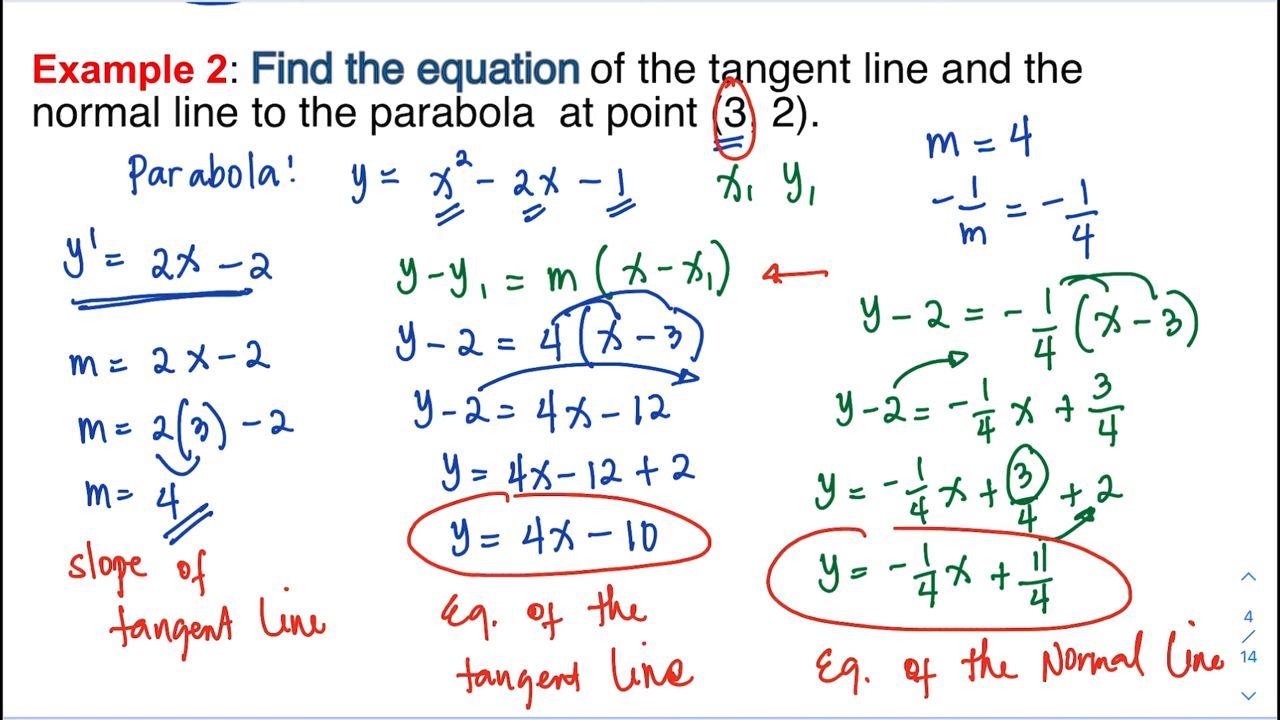 Example 2: Find the equation of the tangent line and the
normal line to the parabola at point (3, 2).
Parabola: y = x² - 2x - 1
x₁ y₁
y' = 2x - 2
m = 2x - 2
m = 2(3) - 2
m = 4
slope of
tangent line
y - y₁ = m(x - x₁)
y - 2 = 4(x - 3)
y - 2 = 4x - 12
y = 4x - 12 + 2
y = 4x - 10
Eq. of the
tangent line
m = 4
-1/m = -1/4
y - 2 = -1/4(x - 3)
y - 2 = -1/4x + 3/4
y = -1/4x + 3/4 + 2
y = -1/4x + 11/4
Eq. of the Normal line
4
/
14